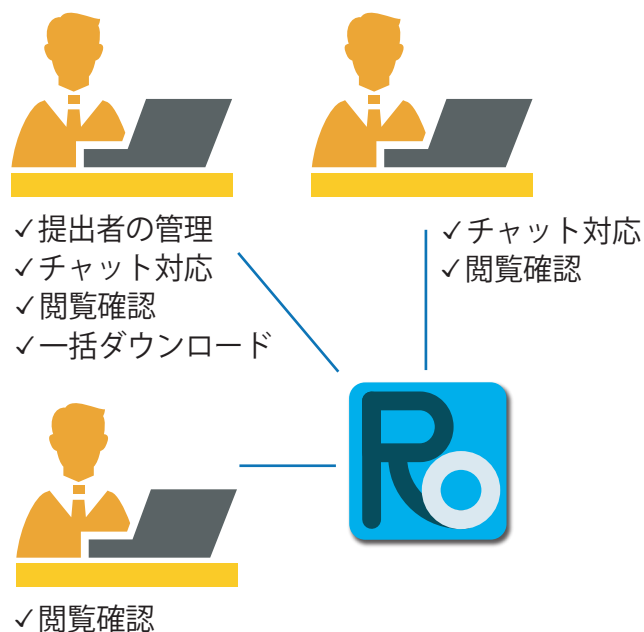 ✓提出者の管理
✓チャット対応
✓閲覧確認
✓一括ダウンロード
✓チャット対応
✓閲覧確認
Ro
✓閲覧確認